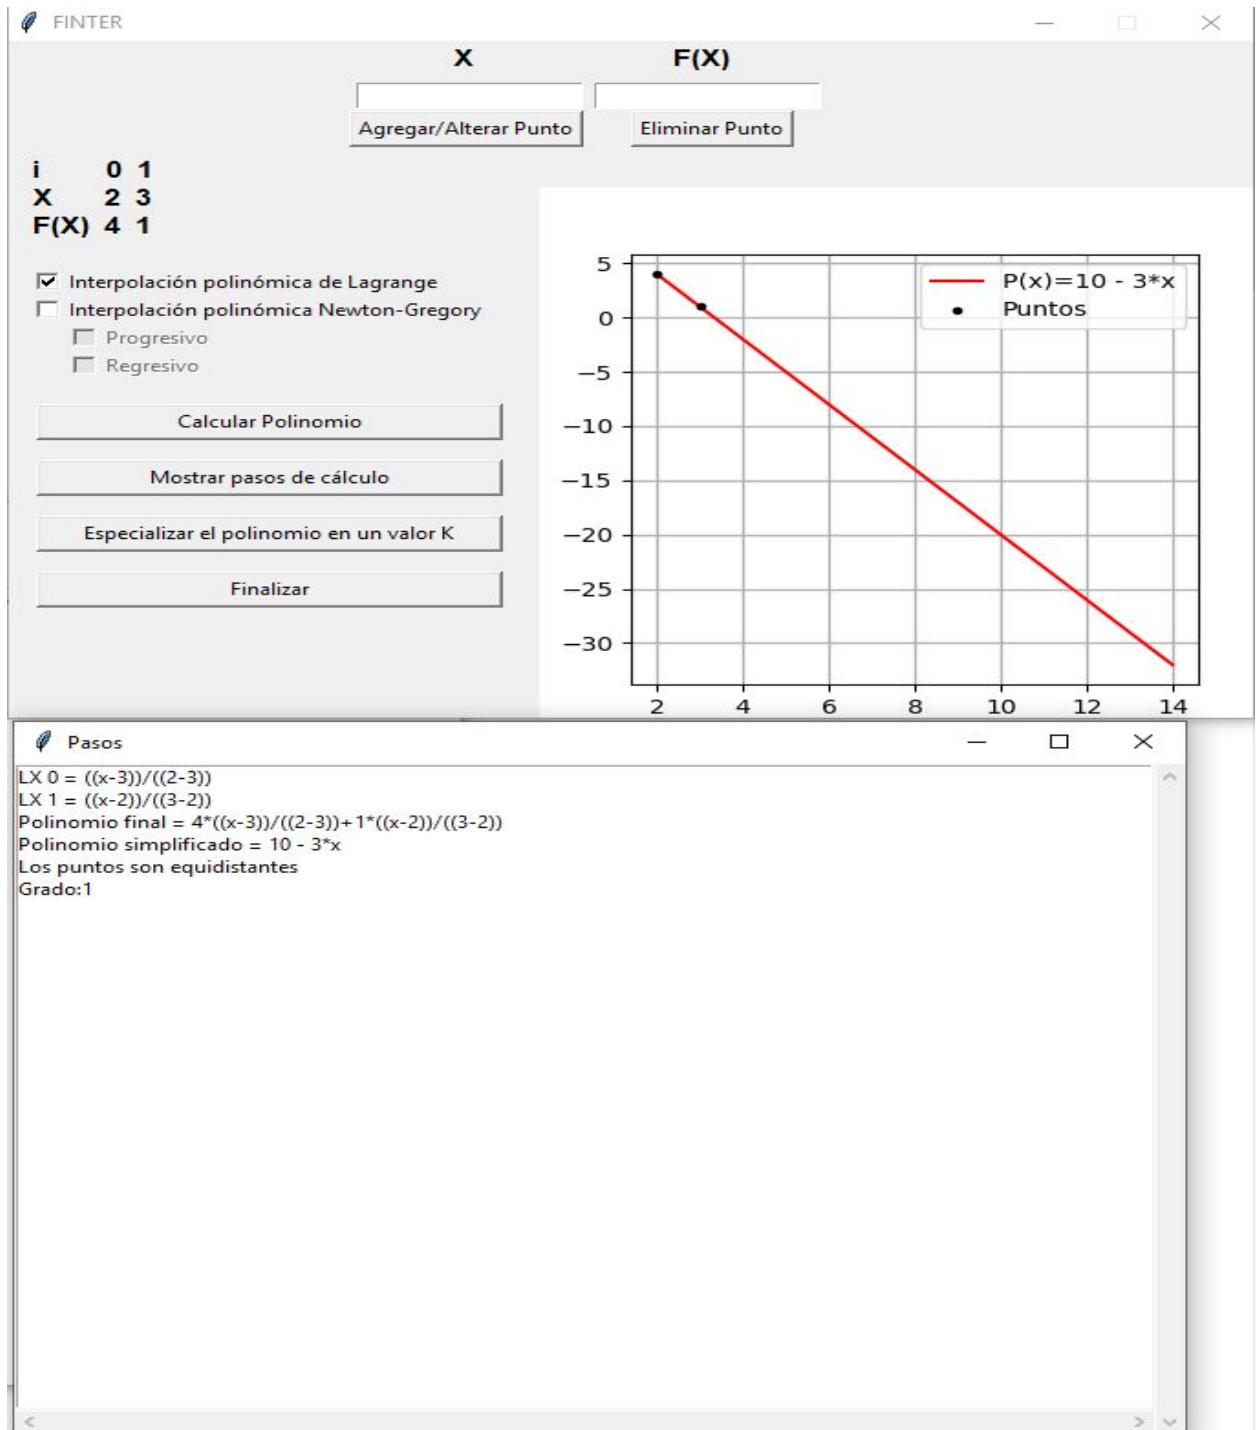 FINTER
X F(X)
Agregar/Alterar Punto Eliminar Punto
i 0 1
X 2 3
F(X) 4 1
Interpolación polinómica de Lagrange
Interpolación polinómica Newton-Gregory
Progresivo
Regresivo
Calcular Polinomio
Mostrar pasos de cálculo
Especializar el polinomio en un valor K
Finalizar
P(x)=10 - 3*x
Puntos
5
0
−5
−10
−15
−20
−25
−30
2 4 6 8 10 12 14
Pasos
LX 0 = ((x-3))/((2-3))
LX 1 = ((x-2))/((3-2))
Polinomio final = 4*((x-3))/((2-3))+1*((x-2))/((3-2))
Polinomio simplificado = 10 - 3*x
Los puntos son equidistantes
Grado:1